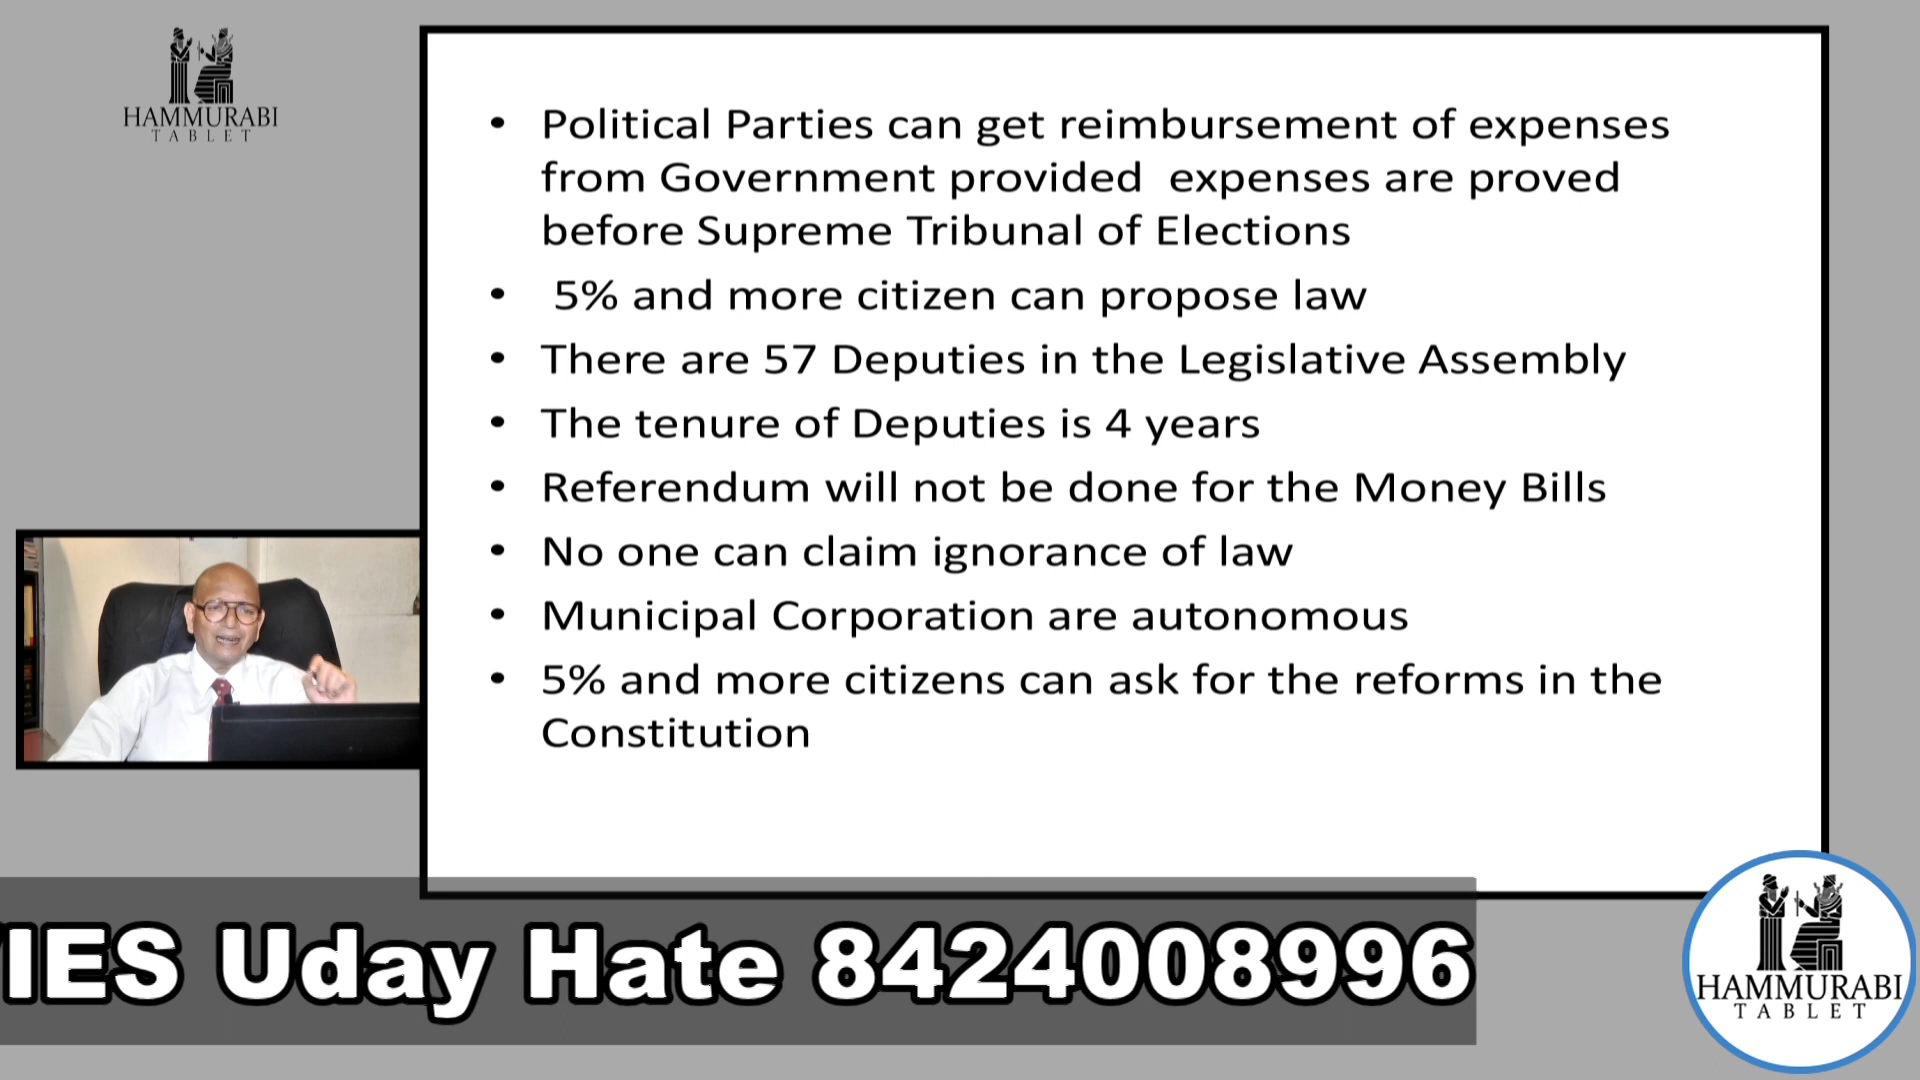 HAMMURABI
TABLET
• Political Parties can get reimbursement of expenses
from Government provided  expenses are proved
before Supreme Tribunal of Elections
•  5% and more citizen can propose law
• There are 57 Deputies in the Legislative Assembly
• The tenure of Deputies is 4 years
• Referendum will not be done for the Money Bills
• No one can claim ignorance of law
• Municipal Corporation are autonomous
• 5% and more citizens can ask for the reforms in the
Constitution
IES Uday Hate 8424008996
HAMMURABI
TABLET